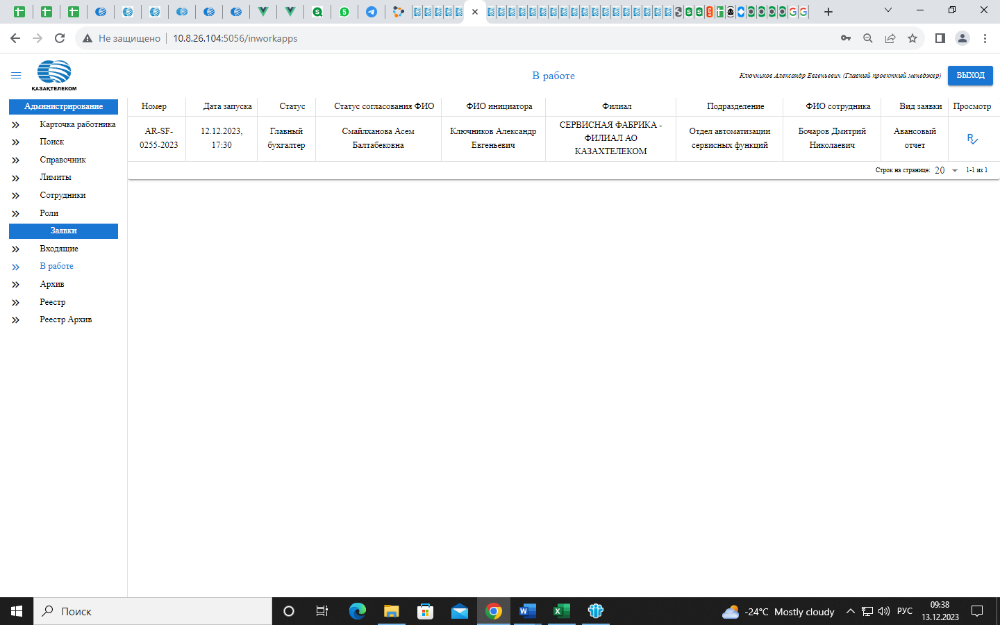 Не защищено
10.8.26.104:5056/inworkapps
ҚАЗАҚТЕЛЕКОМ
В работе
Ключников Александр Евгеньевич (Главный проектный менеджер)
ВЫХОД
Администрирование
Карточка работника
Поиск
Справочник
Лимиты
Сотрудники
Роли
Заявки
Входящие
В работе
Архив
Реестр
Реестр Архив
Номер Дата запуска Статус Статус согласования ФИО ФИО инициатора Филиал Подразделение ФИО сотрудника Вид заявки Просмотр
AR-SF-
0255-2023
12.12.2023,
17:30
Главный
бухгалтер
Смайлханова Асем
Балтабековна
Ключников Александр
Евгеньевич
СЕРВИСНАЯ ФАБРИКА -
ФИЛИАЛ АО
КАЗАХТЕЛЕКОМ
Отдел автоматизации
сервисных функций
Бочаров Дмитрий
Николаевич
Авансовый
отчет
Строк на странице: 20 1-1 из 1
Поиск
-24°C Mostly cloudy
РУС
09:38
13.12.2023